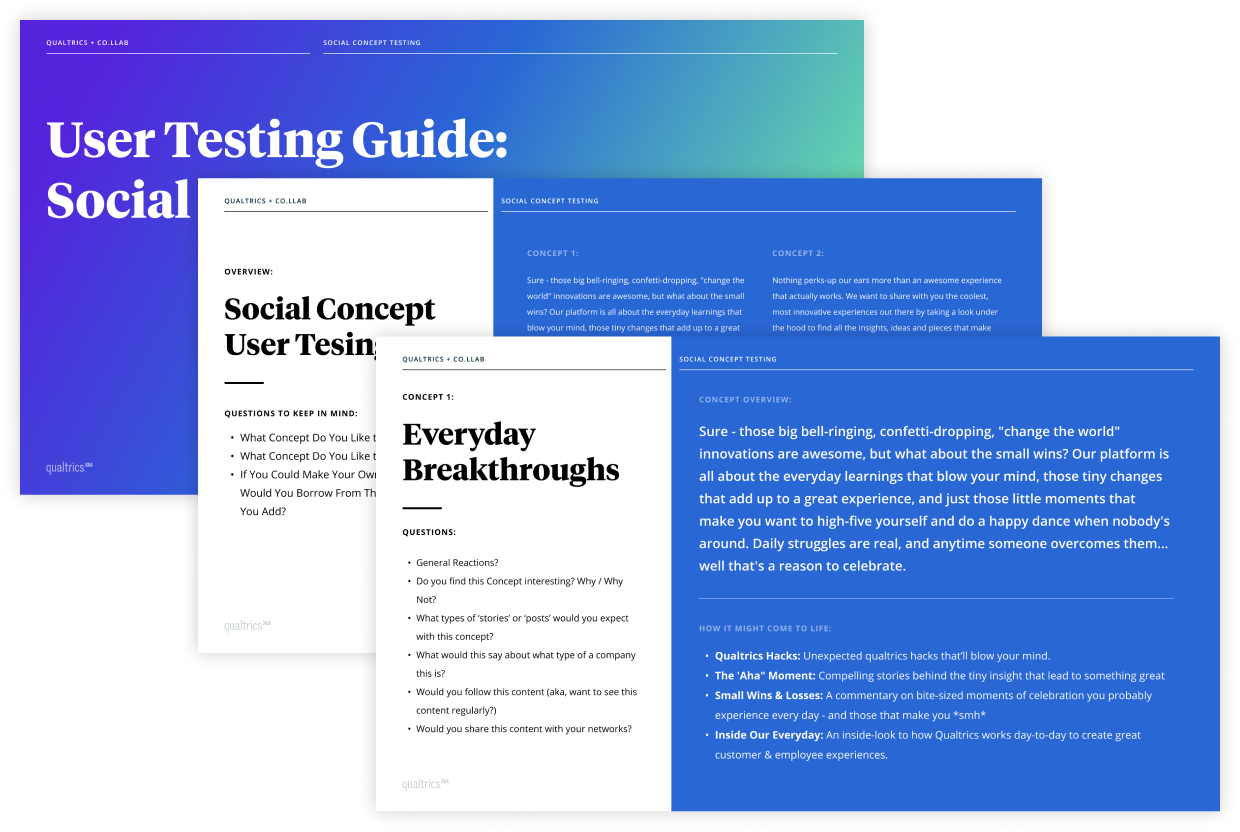 QUALTRICS + CO.LLAB
SOCIAL CONCEPT TESTING
User Testing Guide:
Social
qualtrics.XM
QUALTRICS + CO.LLAB
OVERVIEW:
Social Concept
User Tesin
QUESTIONS TO KEEP IN MIND:
• What Concept Do You Like
• What Concept Do You Like
• If You Could Make Your Own
Would You Borrow From
You Add?
qualtrics.XM
SOCIAL CONCEPT TESTING
CONCEPT 1:
Sure - those big bell-ringing, confetti-dropping, "change the
world" innovations are awesome, but what about the small
wins? Our platform is all about the everyday learnings that
blow your mind, those tiny changes that add up to a great
CONCEPT 2:
Nothing perks-up our ears more than an awesome experience
that actually works. We want to share with you the coolest,
most innovative experiences out there by taking a look under
the hood to find all the insights, ideas and pieces that make
QUALTRICS + CO.LLAB
CONCEPT 1:
Everyday
Breakthroughs
QUESTIONS:
• General Reactions?
• Do you find this Concept interesting? Why / Why
Not?
• What types of ‘stories’ or ‘posts’ would you expect
with this concept?
• What would this say about what type of a company
this is?
• Would you follow this content (aka, want to see this
content regularly?)
• Would you share this content with your networks?
qualtrics.XM
SOCIAL CONCEPT TESTING
CONCEPT OVERVIEW:
Sure - those big bell-ringing, confetti-dropping, "change the world"
innovations are awesome, but what about the small wins? Our platform is
all about the everyday learnings that blow your mind, those tiny changes
that add up to a great experience, and just those little moments that
make you want to high-five yourself and do a happy dance when nobody's
around. Daily struggles are real, and anytime someone overcomes them...
well that's a reason to celebrate.
HOW IT MIGHT COME TO LIFE:
• Qualtrics Hacks: Unexpected qualtrics hacks that’ll blow your mind.
• The 'Aha" Moment: Compelling stories behind the tiny insight that lead to something great
• Small Wins & Losses: A commentary on bite-sized moments of celebration you probably
experience every day - and those that make you *smh*
• Inside Our Everyday: An inside-look to how Qualtrics works day-to-day to create great
customer & employee experiences.